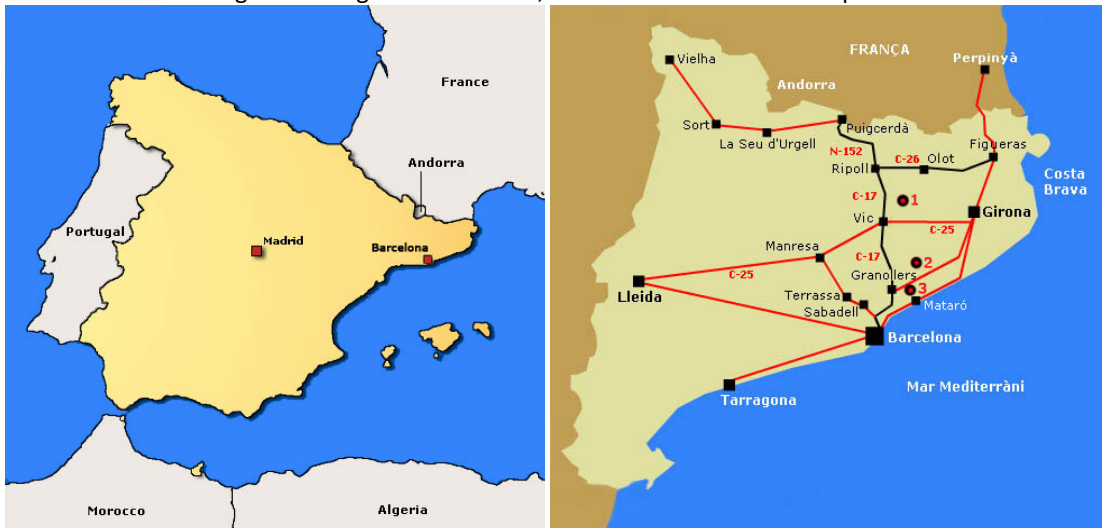 France
Andorra
Portugal
Madrid
Barcelona
Morocco
Algeria
FRANÇA
Vielha
Perpinyà
Andorra
Sort
Puigcerdà
La Seu d'Urgell
N-152
C-26
Olot
Figueras
Ripoll
Costa
Brava
C-17
1
Girona
Vic
C-25
Manresa
C-17
2
C-25
Granollers
3
Lleida
Terrassa
Mataró
Sabadell
Barcelona
Mar Mediterràni
Tarragona